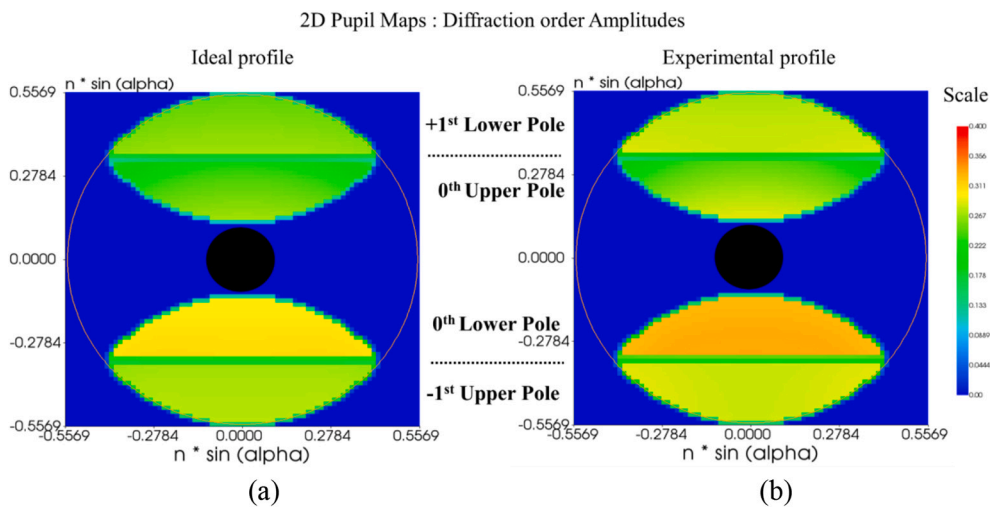 2D Pupil Maps : Diffraction order Amplitudes
Ideal profile
n * sin (alpha)
0.5569
0.2784
0.0000
-0.2784
-0.5569
-0.5569
-0.2784
0.0000
0.2784
0.5569
n * sin (alpha)
(a)
+1st Lower Pole
0th Upper Pole
0th Lower Pole
-1st Upper Pole
Experimental profile
n * sin (alpha)
0.5569
0.2784
0.0000
-0.2784
-0.5569
-0.5569
-0.2784
0.0000
0.2784
0.5569
n * sin (alpha)
(b)
Scale
0.400
0.356
0.311
0.267
0.222
0.178
0.133
0.0889
0.0444
0.00